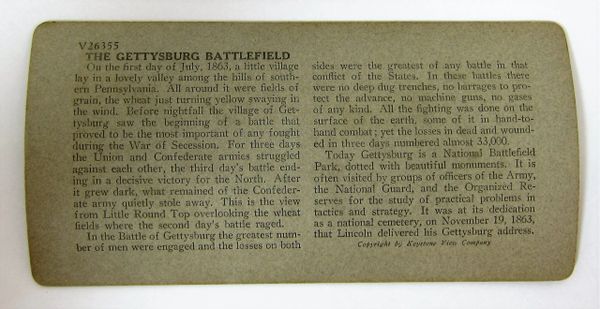 V26355
THE GETTYSBURG BATTLEFIELD
On the first day of July, 1863, a little village
lay in a lovely valley among the hills of south-
ern Pennsylvania. All around it were fields of
grain, the wheat just turning yellow swaying in
the wind. Before nightfall the village of Get-
tysburg saw the beginning of a battle that
proved to be the most important of any fought
during the War of Secession. For three days
the Union and Confederate armies struggled
against each other, the third day's battle end-
ing in a decisive victory for the North. After
it grew dark, what remained of the Confeder-
ate army quietly stole away. This is the view
from Little Round Top overlooking the wheat
fields where the second day's battle raged.
In the Battle of Gettysburg the greatest num-
ber of men were engaged and the losses on both
sides were the greatest of any battle in that
conflict of the States. In these battles there
were no deep dug trenches, no barrages to pro-
tect the advance, no machine guns, no gases
of any kind. All the fighting was done on the
surface of the earth, some of it in hand-to-
hand combat; yet the losses in dead and wound-
ed in three days numbered almost 33,000.
Today Gettysburg is a National Battlefield
Park, dotted with beautiful monuments. It is
often visited by groups of officers of the Army,
the National Guard, and the Organized Re-
serves for the study of practical problems in
tactics and strategy. It was at its dedication
as a national cemetery, on November 19, 1863,
that Lincoln delivered his Gettysburg address.
Copyright by Keystone View Company